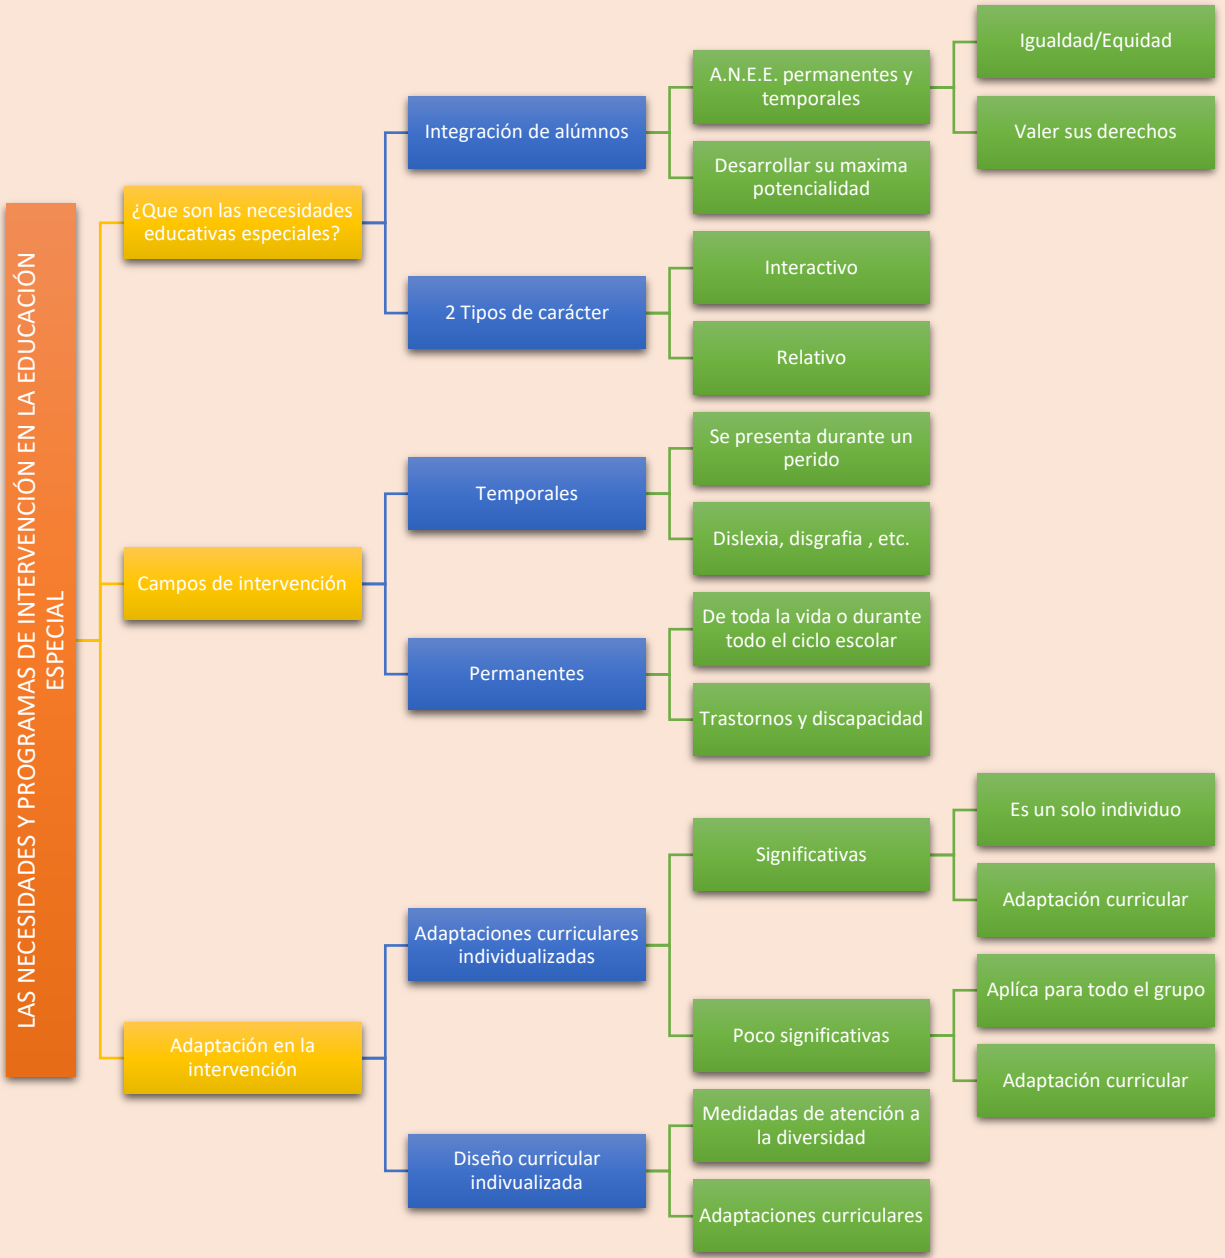 LAS NECESIDADES Y PROGRAMAS DE INTERVENCIÓN EN LA EDUCACIÓN
ESPECIAL
¿Que son las necesidades
educativas especiales?
Integración de alúmnos
A.N.E.E. permanentes y
temporales
Igualdad/Equidad
Valer sus derechos
Desarrollar su maxima
potencialidad
2 Tipos de carácter
Interactivo
Relativo
Campos de intervención
Temporales
Se presenta durante un
perido
Dislexia, disgrafia , etc.
Permanentes
De toda la vida o durante
todo el ciclo escolar
Trastornos y discapacidad
Adaptación en la
intervención
Adaptaciones curriculares
individualizadas
Significativas
Es un solo individuo
Adaptación curricular
Poco significativas
Aplíca para todo el grupo
Adaptación curricular
Diseño curricular
indivualizada
Medidadas de atención a
la diversidad
Adaptaciones curriculares